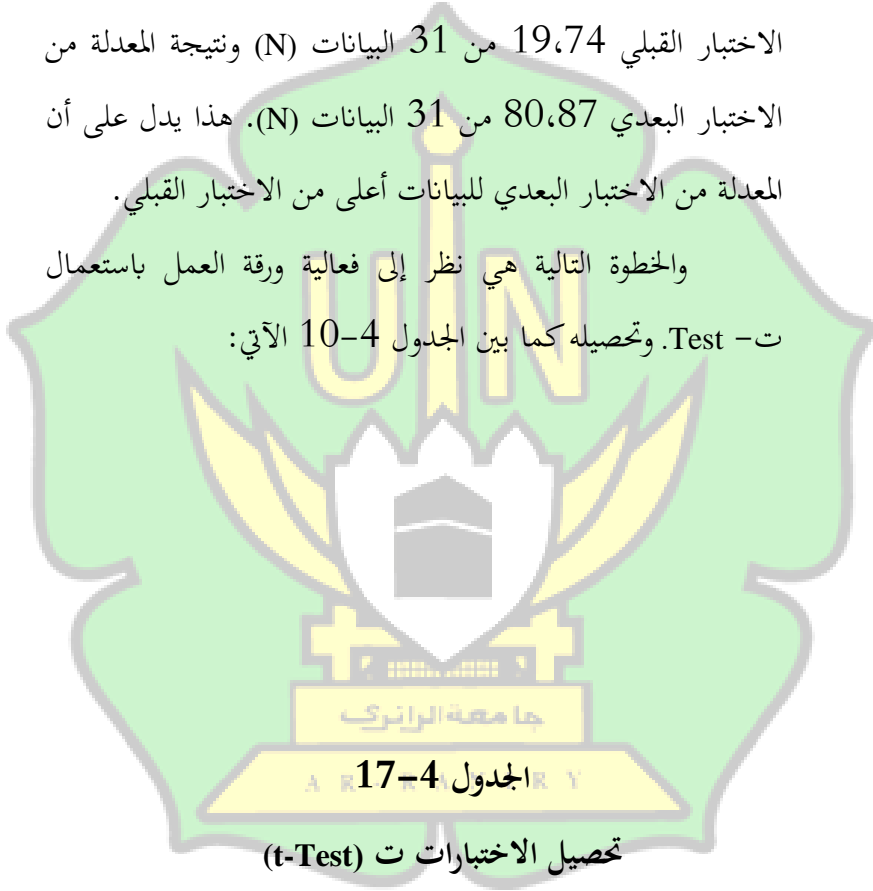 الاختبار القبلي 19،74 من 31 البيانات (N) ونتيجة المعدلة من
الاختبار البعدي 80،87 من 31 البيانات (N). هذا يدل على أن
المعدلة من الاختبار البعدي للبيانات أعلى من الاختبار القبلي.
والخطوة التالية هي نظر إلى فعالية ورقة العمل باستعمال
ت- Test. وتحصيله كما بين الجدول 4-10 الآتي:
UIN
جامعة الرانري
الجدول 4-17
تحصيل الاختبارات ت (t-Test)